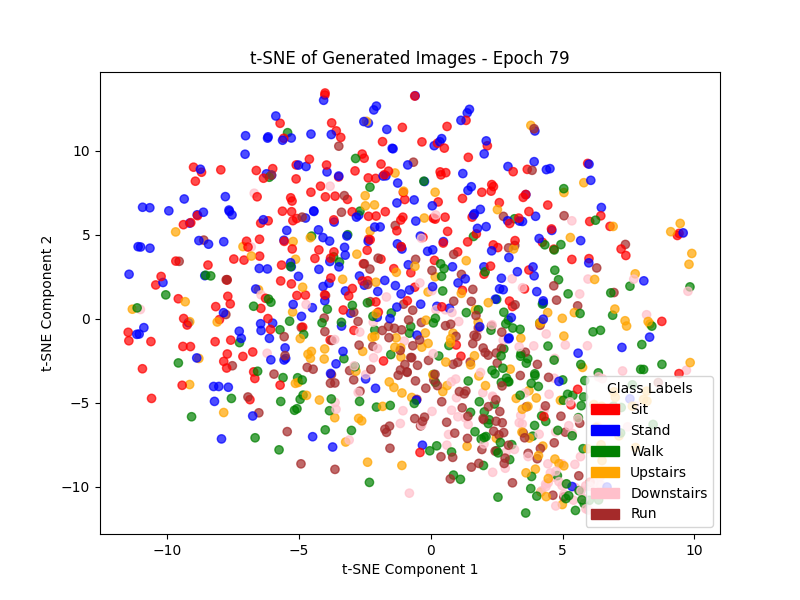 t-SNE of Generated Images - Epoch 79
t-SNE Component 2
10
5
0
−5
−10
−10
−5
0
5
10
t-SNE Component 1
Class Labels
Sit
Stand
Walk
Upstairs
Downstairs
Run